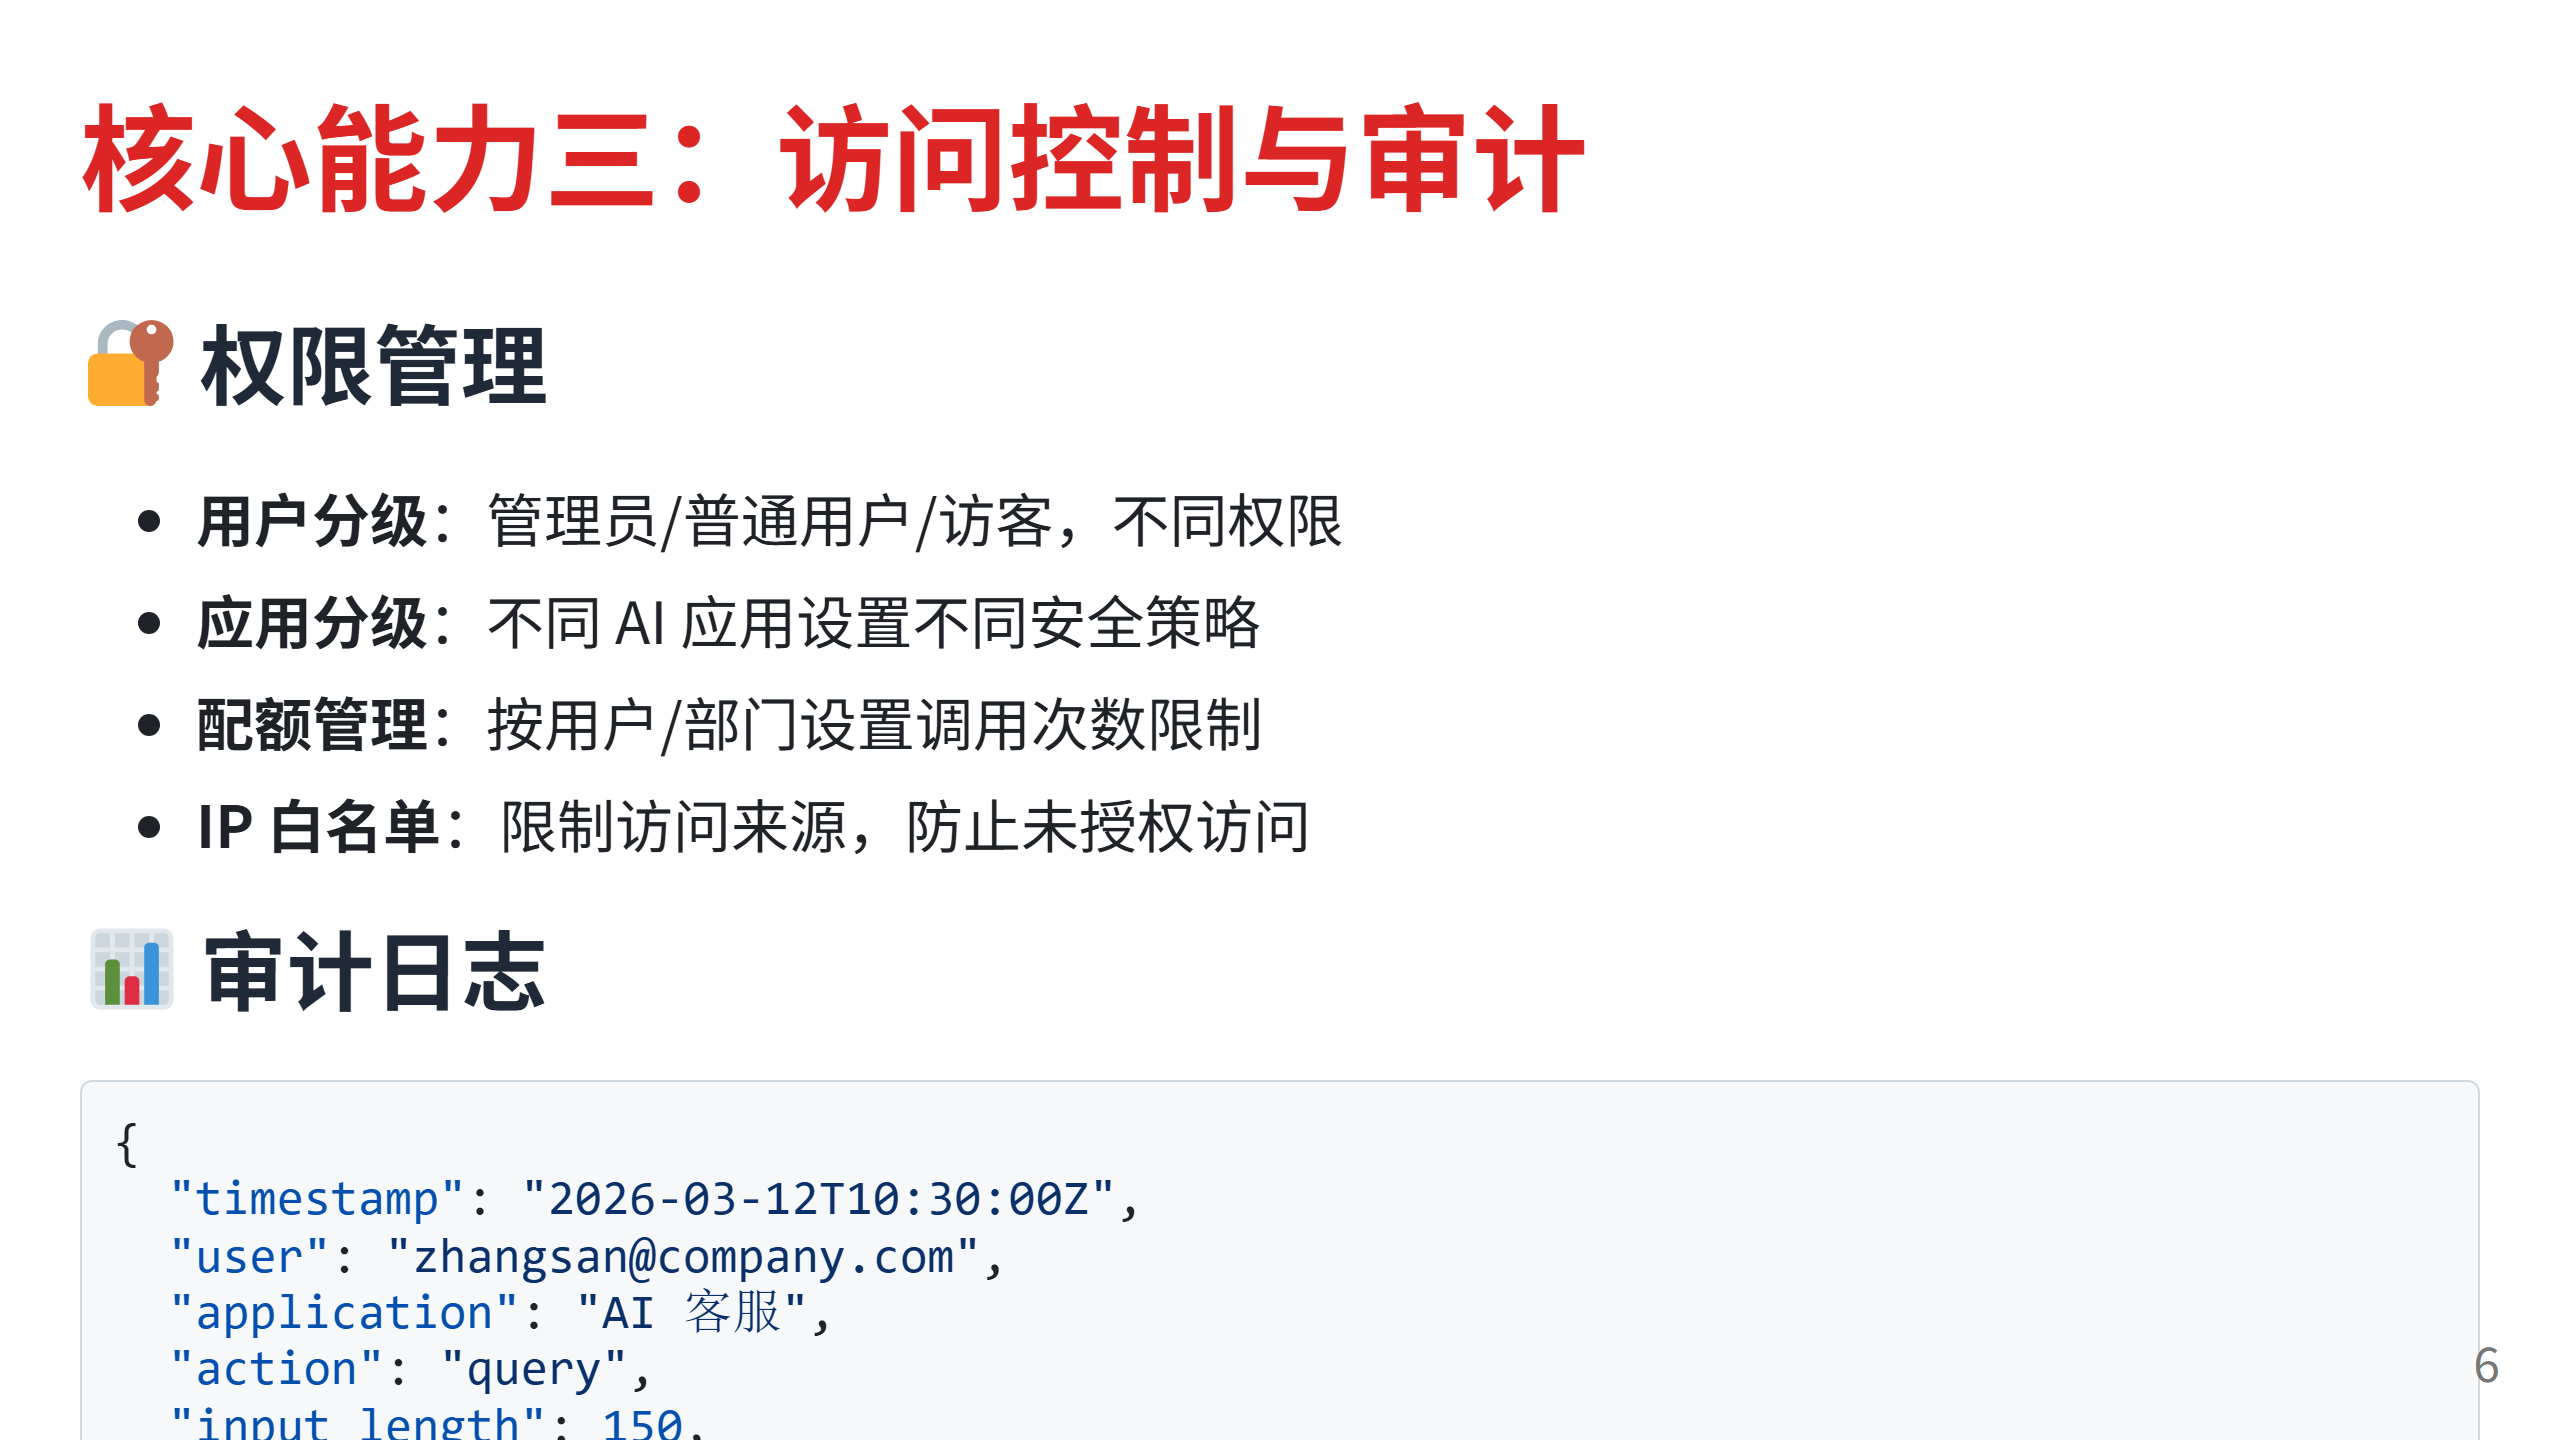 核心能力三：访问控制与审计
🔐 权限管理
• 用户分级：管理员/普通用户/访客，不同权限
• 应用分级：不同 AI 应用设置不同安全策略
• 配额管理：按用户/部门设置调用次数限制
• IP 白名单：限制访问来源，防止未授权访问
📊 审计日志
{
  "timestamp": "2026-03-12T10:30:00Z",
  "user": "zhangsan@company.com",
  "application": "AI 客服",
  "action": "query",
  "input_length": 150,
6